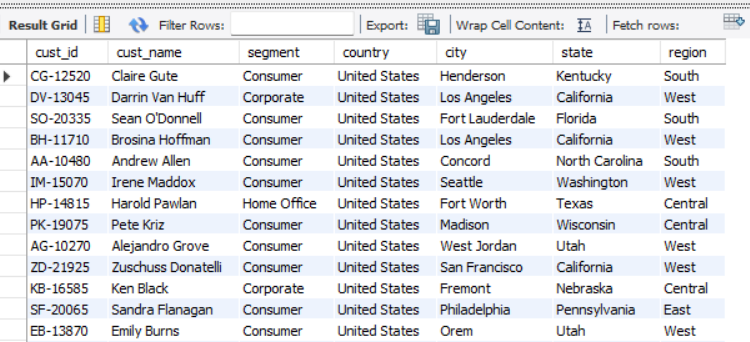 Result Grid Filter Rows: Export: Wrap Cell Content: Fetch rows:
cust_id cust_name segment country city state region
CG-12520 Claire Gute Consumer United States Henderson Kentucky South
DV-13045 Darrin Van Huff Corporate United States Los Angeles California West
SO-20335 Sean O'Donnell Consumer United States Fort Lauderdale Florida South
BH-11710 Brosina Hoffman Consumer United States Los Angeles California West
AA-10480 Andrew Allen Consumer United States Concord North Carolina South
IM-15070 Irene Maddox Consumer United States Seattle Washington West
HP-14815 Harold Pawlan Home Office United States Fort Worth Texas Central
PK-19075 Pete Kriz Consumer United States Madison Wisconsin Central
AG-10270 Alejandro Grove Consumer United States West Jordan Utah West
ZD-21925 Zuschuss Donatelli Consumer United States San Francisco California West
KB-16585 Ken Black Corporate United States Fremont Nebraska Central
SF-20065 Sandra Flanagan Consumer United States Philadelphia Pennsylvania East
EB-13870 Emily Burns Consumer United States Orem Utah West